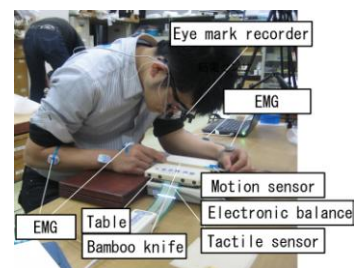 Eye mark recorder
EMG
Motion sensor
Electronic balance
EMG
Table
Tactile sensor
Bamboo knife